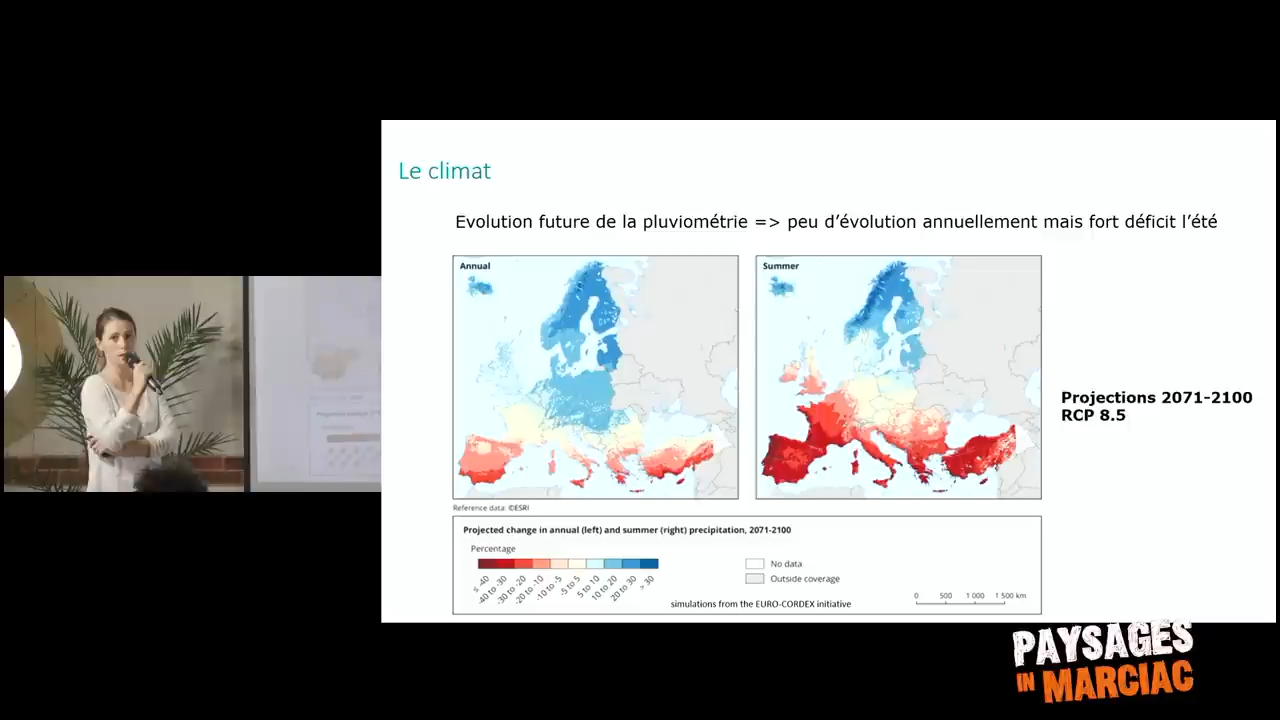 Le climat
Evolution future de la pluviométrie => peu d’évolution annuellement mais fort déficit l’été
Annual
Summer
Projections 2071-2100
RCP 8.5
Reference data: ©ESRI
Projected change in annual (left) and summer (right) precipitation, 2071-2100
Percentage
≤ -40
-40 to -30
-30 to -20
-20 to -10
-10 to -5
-5 to 5
5 to 10
10 to 20
20 to 30
> 30
No data
Outside coverage
0 500 1 000 1 500 km
simulations from the EURO-CORDEX initiative
PAYSAGES
IN MARCIAC